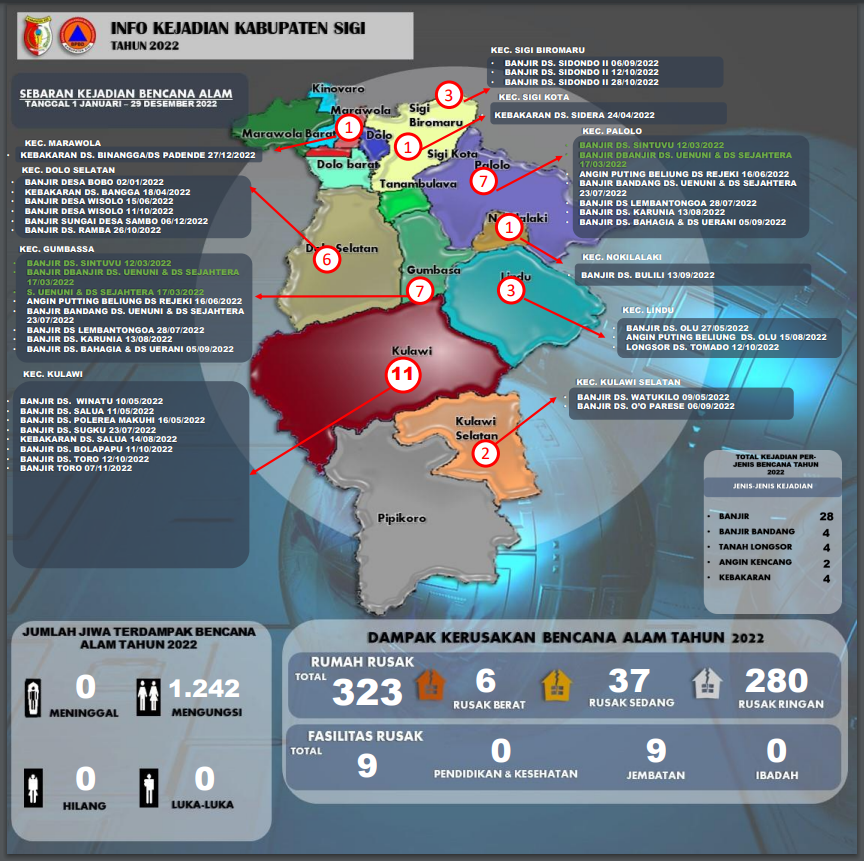 INFO KEJADIAN KABUPATEN SIGI
TAHUN 2022
SEBARAN KEJADIAN BENCANA ALAM
TANGGAL 1 JANUARI – 29 DESEMBER 2022
KEC. MARAWOLA
KEBAKARAN DS. BINANGGA/DS PADENDE 27/12/2022
KEC. DOLO SELATAN
BANJIR DESA BOBO 02/01/2022
KEBAKARAN DS. BANGGA 18/04/2022
BANJIR DESA WISOLO 15/06/2022
BANJIR DESA WISOLO 11/10/2022
BANJIR SUNGAI DESA SAMBO 06/12/2022
BANJIR DS. RAMBA 26/10/2022
KEC. GUMBASSA
BANJIR DS. SINTUVU 12/03/2022
BANJIR DBANJIR DS. UENUNI & DS SEJAHTERA
17/03/2022
S. UENUNI & DS SEJAHTERA 17/03/2022
ANGIN PUTTING BELIUNG DS REJEKI 16/06/2022
BANJIR BANDANG DS. UENUNI & DS SEJAHTERA
23/07/2022
BANJIR DS LEMBANTONGOA 28/07/2022
BANJIR DS. KARUNIA 13/08/2022
BANJIR DS. BAHAGIA & DS UERANI 05/09/2022
KEC. KULAWI
BANJIR DS. WINATU 10/05/2022
BANJIR DS. SALUA 11/05/2022
BANJIR DS. POLEREA MAKUHI 16/05/2022
BANJIR DS. SUGKU 23/07/2022
KEBAKARAN DS. SALUA 14/08/2022
BANJIR DS. BOLAPAPU 11/10/2022
BANJIR DS. TORO 12/10/2022
BANJIR TORO 07/11/2022
Kinovaro
Marawola
Marawola Barat
Dolo
Dolo barat
Sigi
Biromaru
Sigi Kota
Tanambulava
Palolo
Gumbasa
Lindu
Kulawi
Kulawi
Selatan
Pipikoro
3
1
1
7
1
6
7
3
11
2
KEC. SIGI BIROMARU
BANJIR DS. SIDONDO II 06/09/2022
BANJIR DS. SIDONDO II 12/10/2022
BANJIR DS. SIDONDO II 28/10/2022
KEC. SIGI KOTA
KEBAKARAN DS. SIDERA 24/04/2022
KEC. PALOLO
BANJIR DS. SINTUVU 12/03/2022
BANJIR DBANJIR DS. UENUNI & DS SEJAHTERA
17/03/2022
ANGIN PUTTING BELIUNG DS REJEKI 16/06/2022
BANJIR BANDANG DS. UENUNI & DS SEJAHTERA
23/07/2022
BANJIR DS LEMBANTONGOA 28/07/2022
BANJIR DS. KARUNIA 13/08/2022
BANJIR DS. BAHAGIA & DS UERANI 05/09/2022
KEC. NOKILALAKI
BANJIR DS. BULILI 13/09/2022
KEC. LINDU
BANJIR DS. OLU 27/05/2022
ANGIN PUTING BELIUNG DS. OLU 15/08/2022
LONGSOR DS. TOMADO 12/10/2022
KEC. KULAWI SELATAN
BANJIR DS. WATUKILO 09/05/2022
BANJIR DS. O'O PARESE 06/09/2022
TOTAL KEJADIAN PER-
JENIS BENCANA TAHUN
2022
JENIS-JENIS KEJADIAN
BANJIR 28
BANJIR BANDANG 4
TANAH LONGSOR 4
ANGIN KENCANG 2
KEBAKARAN 4
JUMLAH JIWA TERDAMPAK BENCANA
ALAM TAHUN 2022
0
MENINGGAL
1.242
MENGUNGSI
0
HILANG
0
LUKA-LUKA
DAMPAK KERUSAKAN BENCANA ALAM TAHUN 2022
RUMAH RUSAK
TOTAL 323
6
RUSAK BERAT
37
RUSAK SEDANG
280
RUSAK RINGAN
FASILITAS RUSAK
TOTAL 9
0
PENDIDIKAN & KESEHATAN
9
JEMBATAN
0
IBADAH